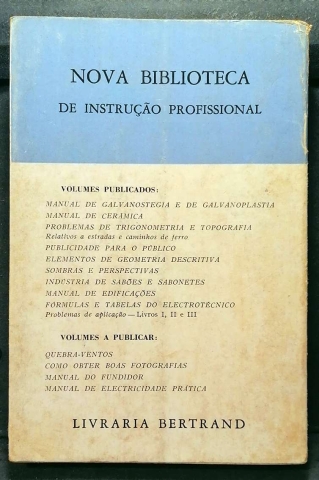 NOVA BIBLIOTECA
DE INSTRUÇÃO PROFISSIONAL
VOLUMES PUBLICADOS:
MANUAL DE GALVANOSTEGIA E DE GALVANOPLASTIA
MANUAL DE CERÂMICA
PROBLEMAS DE TRIGONOMETRIA E TOPOGRAFIA
Relativos a estradas e caminhos de ferro
PUBLICIDADE PARA O PÚBLICO
ELEMENTOS DE GEOMETRIA DESCRITIVA
SOMBRAS E PERSPECTIVAS
INDÚSTRIA DE SABÕES E SABONETES
MANUAL DE EDIFICAÇÕES
FÓRMULAS E TABELAS DO ELECTROTÉCNICO
Problemas de aplicação — Livros I, II e III
VOLUMES A PUBLICAR:
QUEBRA-VENTOS
COMO OBTER BOAS FOTOGRAFIAS
MANUAL DO FUNDIDOR
MANUAL DE ELECTRICIDADE PRÁTICA
LIVRARIA BERTRAND